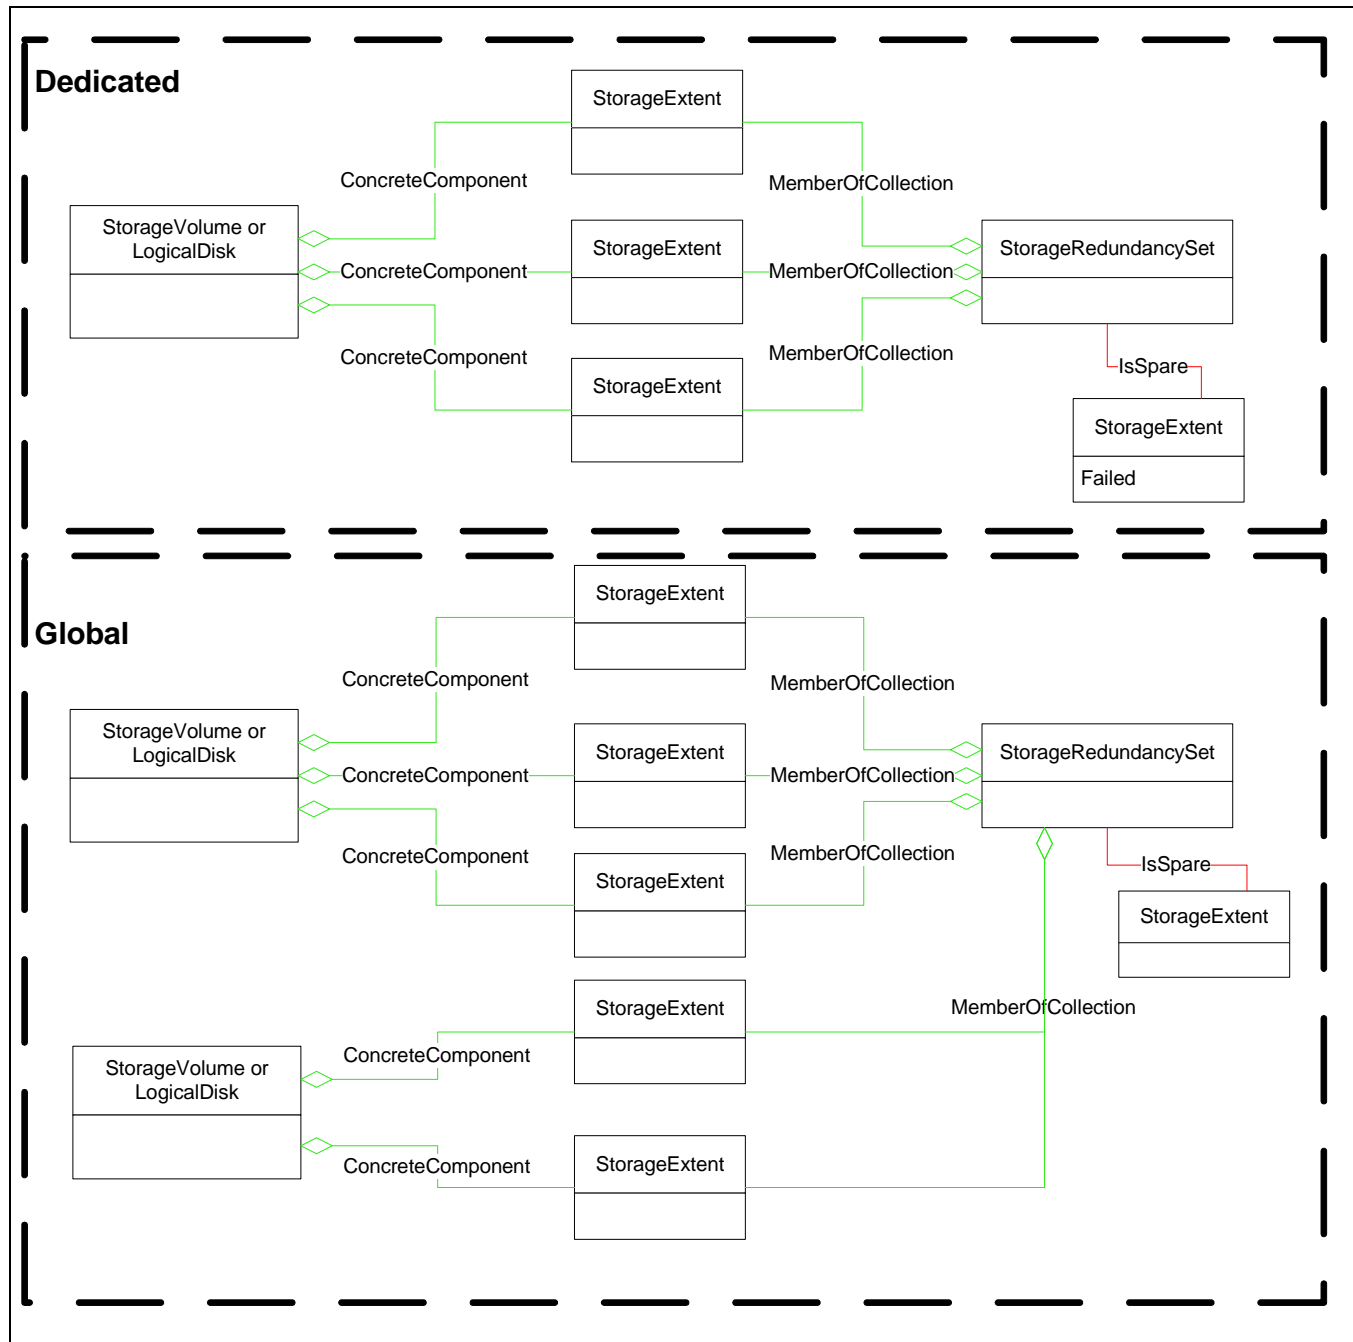 Dedicated
StorageExtent
ConcreteComponent
MemberOfCollection
StorageVolume or
LogicalDisk
StorageExtent
StorageRedundancySet
ConcreteComponent
MemberOfCollection
ConcreteComponent
MemberOfCollection
IsSpare
StorageExtent
StorageExtent
Failed
Global
StorageExtent
ConcreteComponent
MemberOfCollection
StorageVolume or
LogicalDisk
StorageExtent
StorageRedundancySet
ConcreteComponent
MemberOfCollection
ConcreteComponent
MemberOfCollection
IsSpare
StorageExtent
StorageExtent
StorageExtent
MemberOfCollection
ConcreteComponent
StorageVolume or
LogicalDisk
StorageExtent
ConcreteComponent